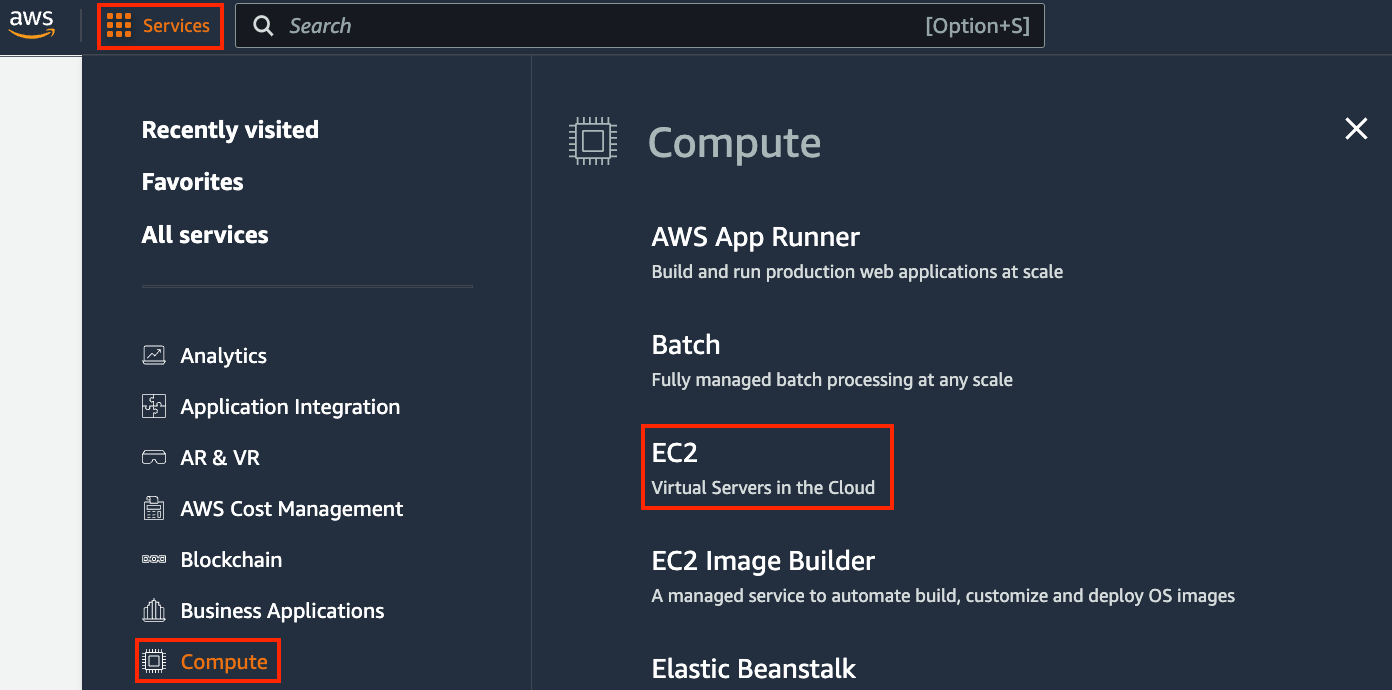 aws
Services
Search
[Option+S]
Recently visited
Favorites
All services
Analytics
Application Integration
AR & VR
AWS Cost Management
Blockchain
Business Applications
Compute
Compute
AWS App Runner
Build and run production web applications at scale
Batch
Fully managed batch processing at any scale
EC2
Virtual Servers in the Cloud
EC2 Image Builder
A managed service to automate build, customize and deploy OS images
Elastic Beanstalk